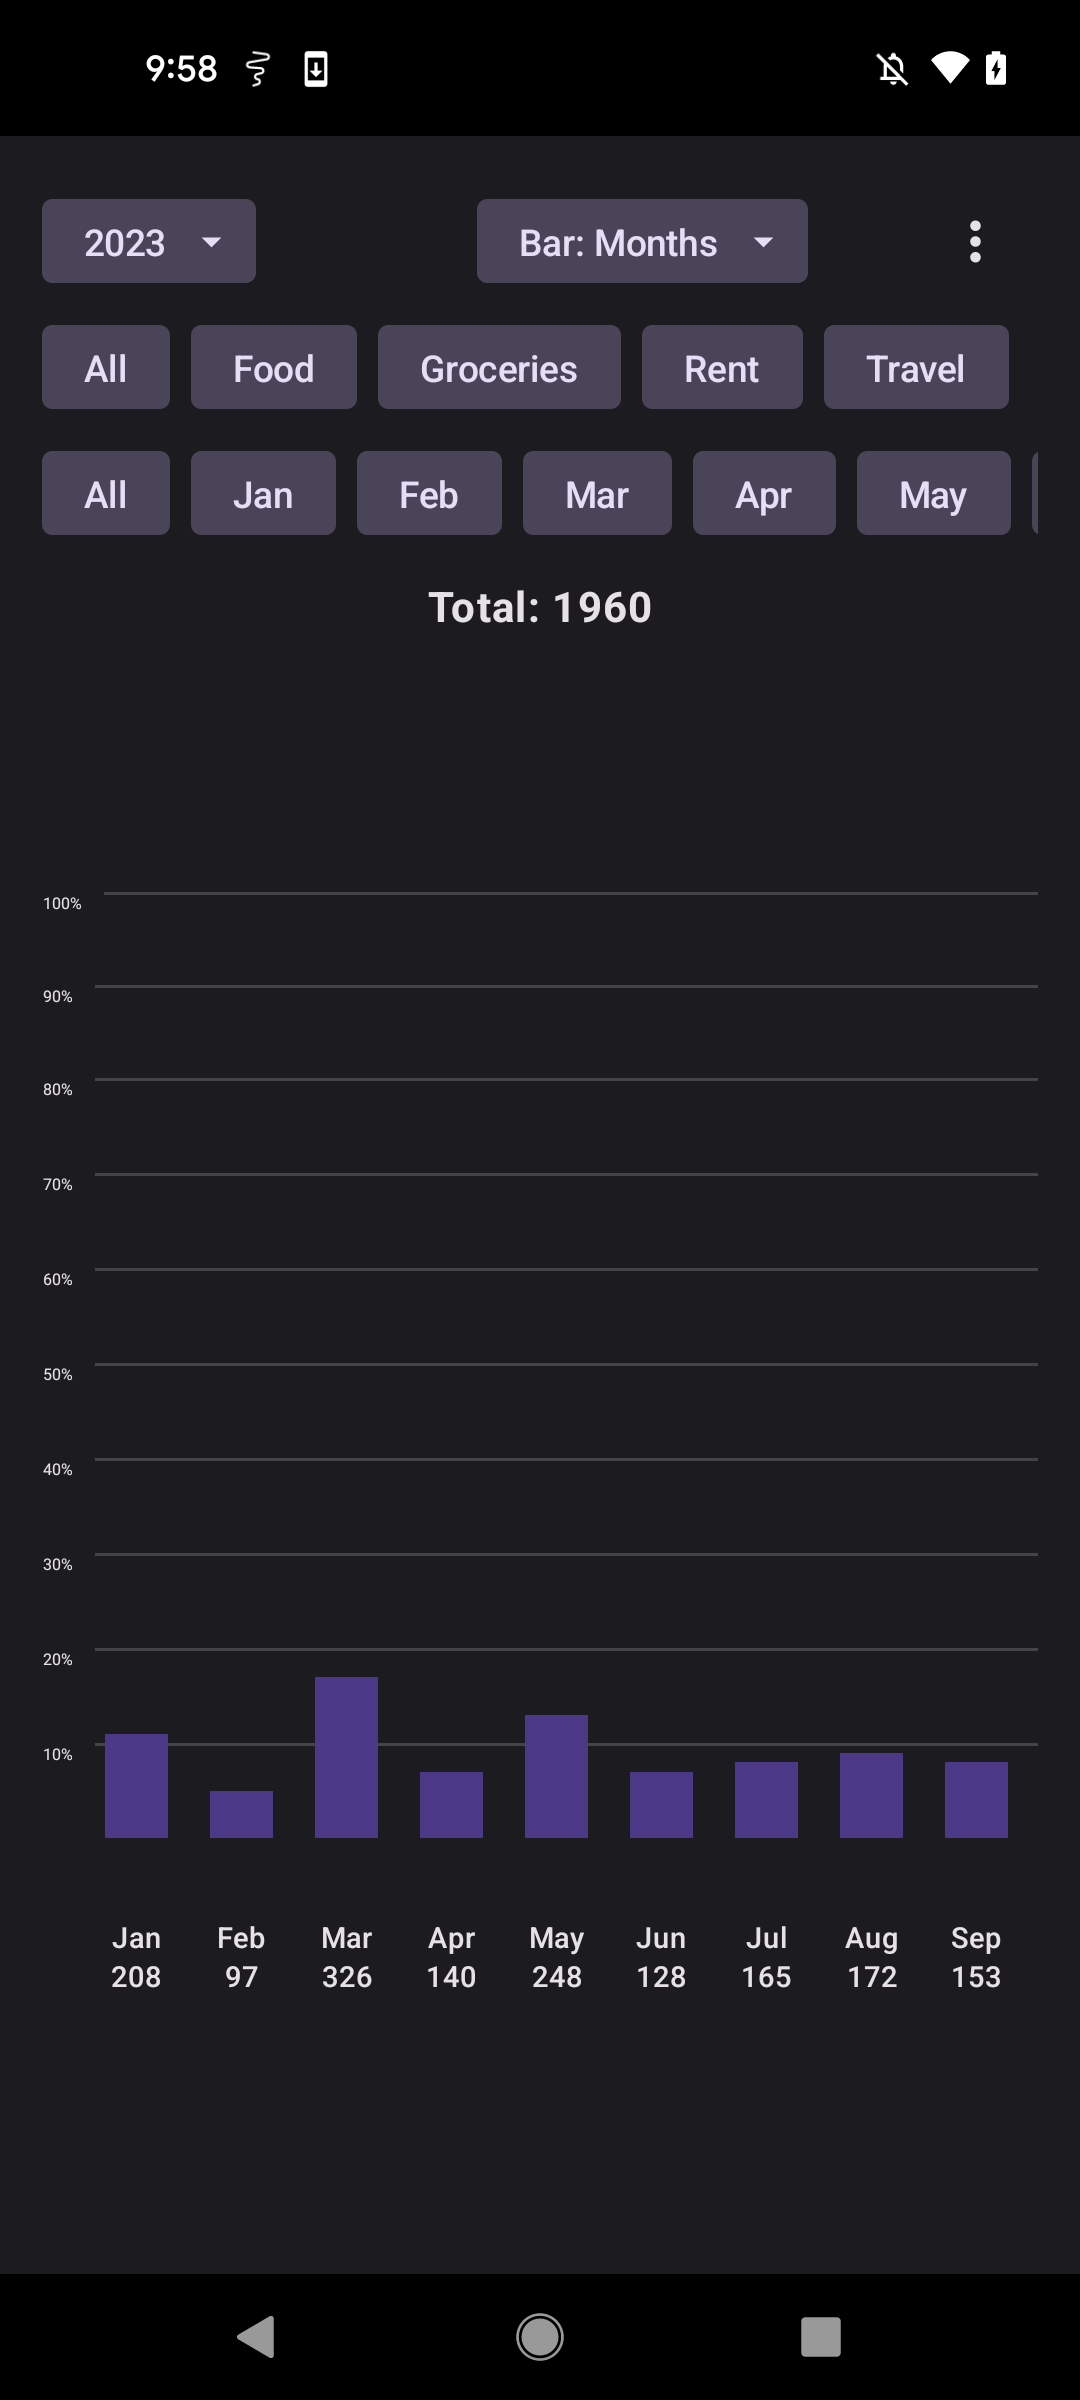 9:58
2023
Bar: Months
All Food Groceries Rent Travel
All Jan Feb Mar Apr May
Total: 1960
100%
90%
80%
70%
60%
50%
40%
30%
20%
10%
Jan Feb Mar Apr May Jun Jul Aug Sep
208 97 326 140 248 128 165 172 153